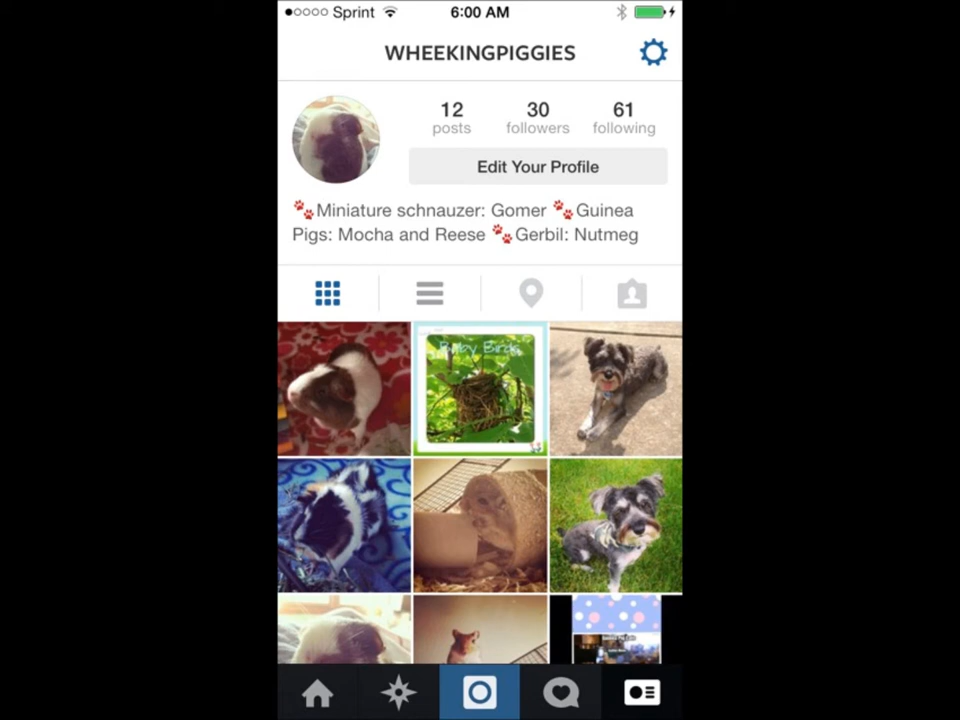 Sprint 6:00 AM
WHEEKINGPIGGIES
12 30 61
posts followers following
Edit Your Profile
🐾Miniature schnauzer: Gomer 🐾Guinea
Pigs: Mocha and Reese 🐾Gerbil: Nutmeg
Baby Birds